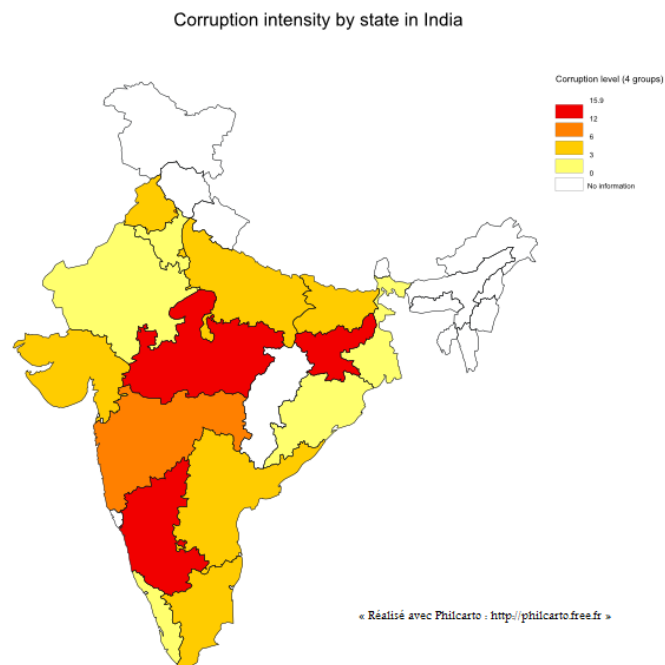 Corruption intensity by state in India
Corruption level (4 groups)
15.9
12
6
3
0
No information
« Réalisé avec Philcarto : http://philcarto.free.fr »